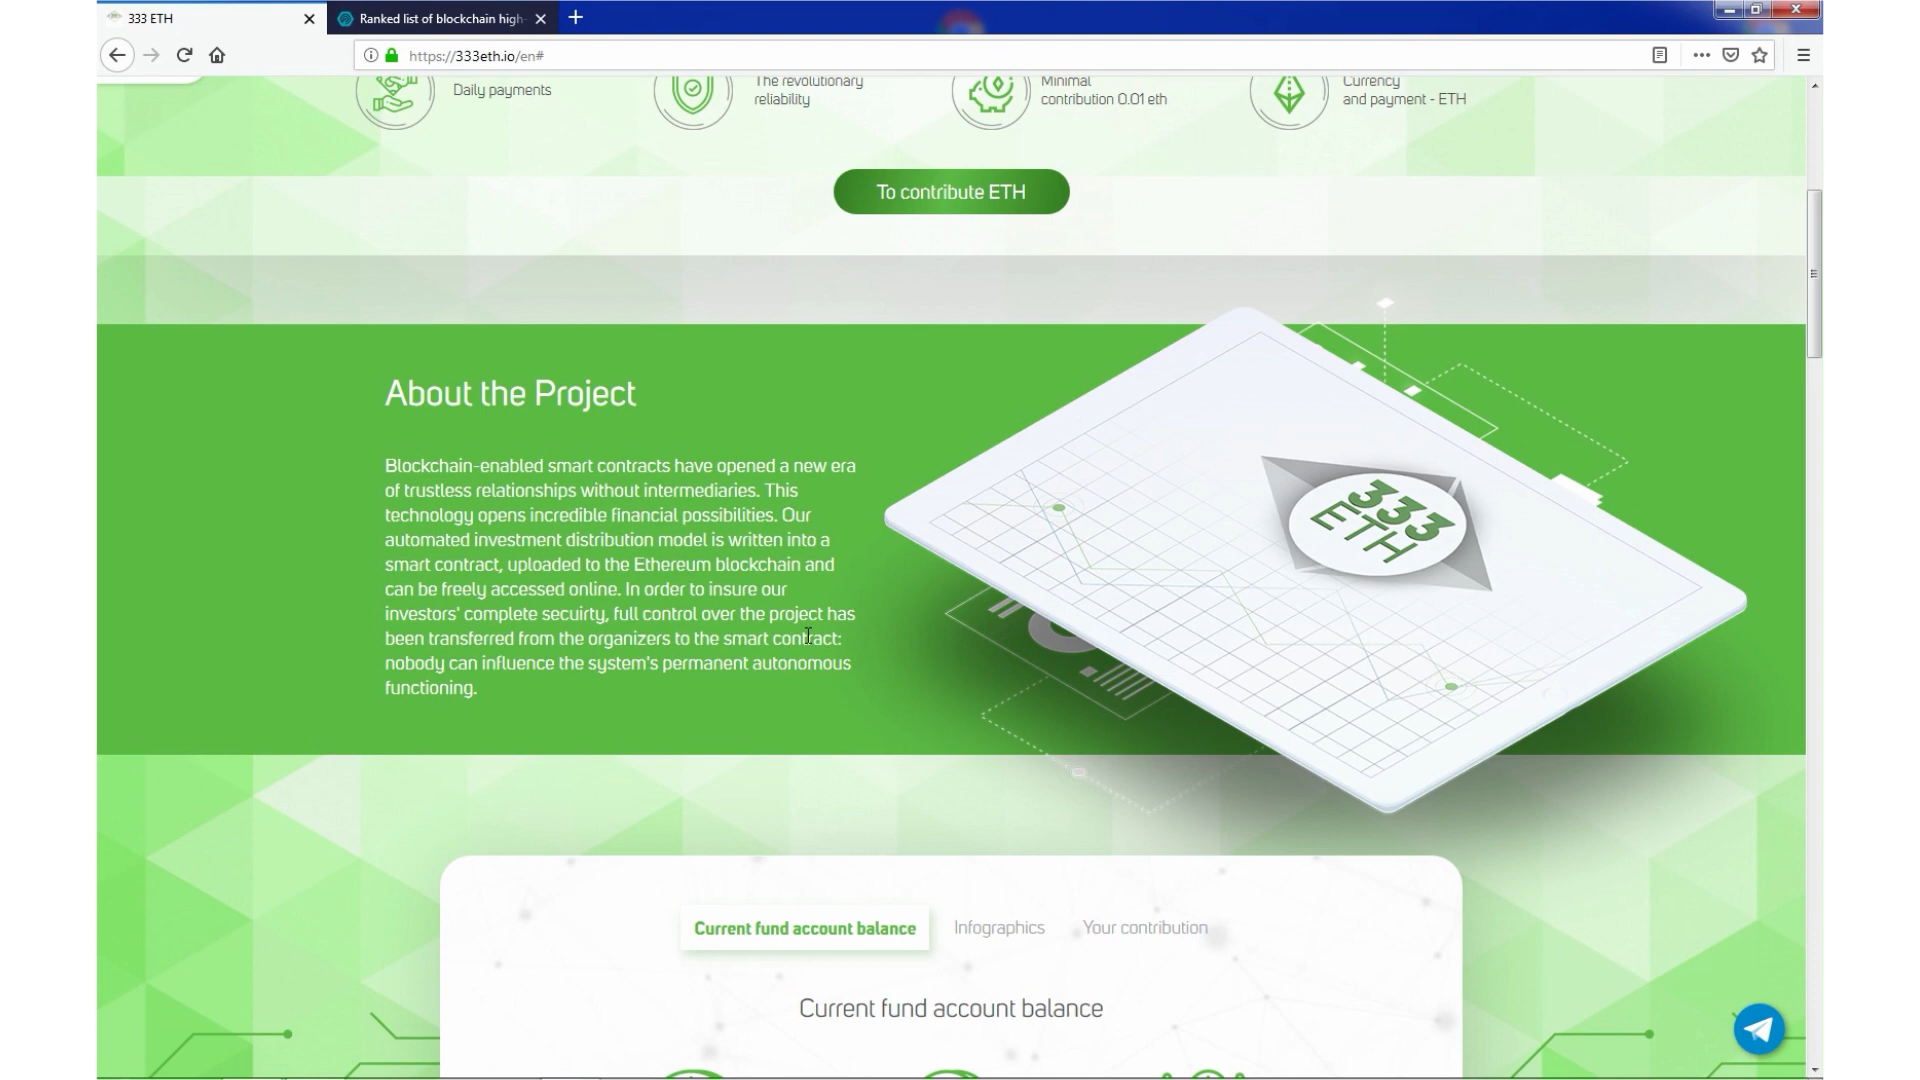 333 ETH
Ranked list of blockchain high-
https://333eth.io/en#
Daily payments
The revolutionary
reliability
Minimal
contribution 0.01 eth
Currency
and payment - ETH
To contribute ETH
About the Project
Blockchain-enabled smart contracts have opened a new era
of trustless relationships without intermediaries. This
technology opens incredible financial possibilities. Our
automated investment distribution model is written into a
smart contract, uploaded to the Ethereum blockchain and
can be freely accessed online. In order to insure our
investors' complete secuirty, full control over the project has
been transferred from the organizers to the smart contract:
nobody can influence the system's permanent autonomous
functioning.
333
ETH
Current fund account balance
Infographics
Your contribution
Current fund account balance